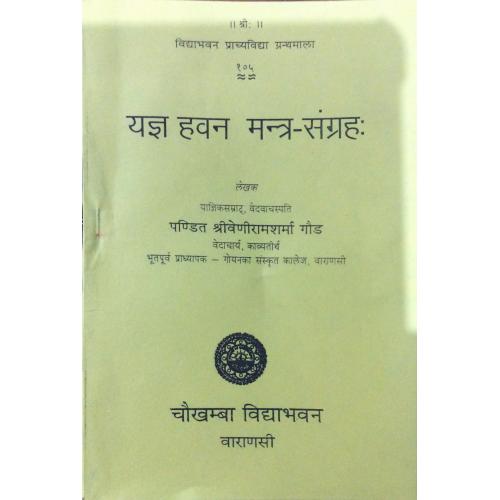 ॥ श्री: ॥
विद्याभवन प्राच्यविद्या ग्रन्थमाला
१०५
यज्ञ हवन मन्त्र-संग्रहः
लेखक
याज्ञिकसम्राट्, वेदवाचस्पति
पण्डित श्रीवेणीरामशर्मा गौड
वेदाचार्य, काव्यतीर्थ
भूतपूर्व प्राध्यापक – गोयनका संस्कृत कालेज, वाराणसी
चौखम्बा विद्याभवन
वाराणसी